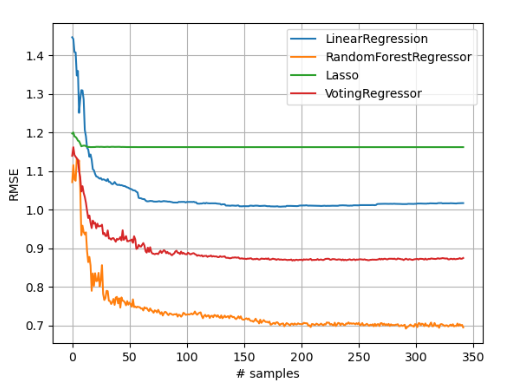 1.4
1.3
1.2
1.1
1.0
0.9
0.8
0.7
RMSE
LinearRegression
RandomForestRegressor
Lasso
VotingRegressor
0 50 100 150 200 250 300 350
# samples